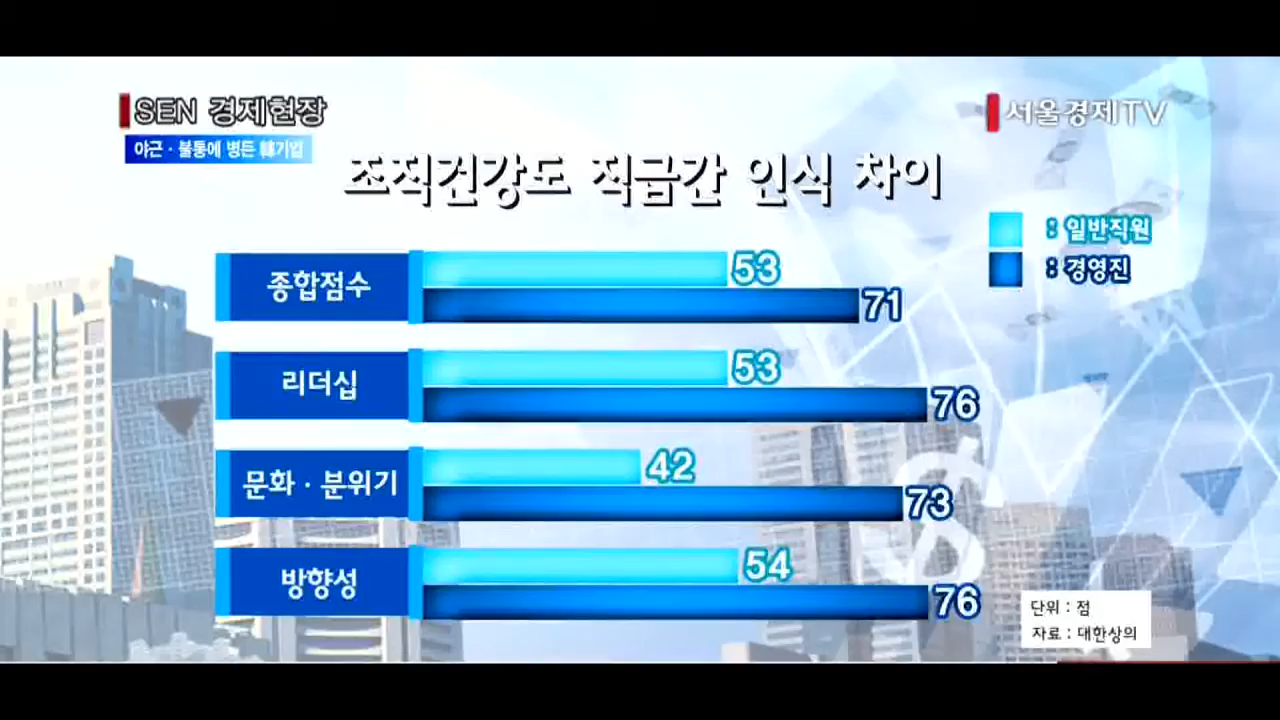 SEN 경제현장
서울경제TV
야근·불통에 병든 韓기업
조직건강도 직급간 인식 차이
: 일반직원
: 경영진
종합점수
53
71
리더십
53
76
문화·분위기
42
73
방향성
54
76
단위 : 점
자료 : 대한상의